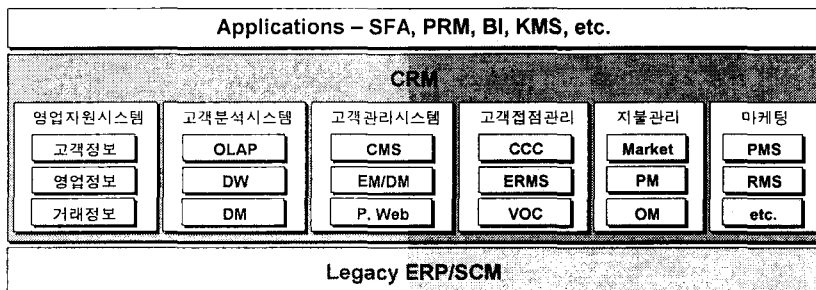 Applications – SFA, PRM, BI, KMS, etc.
CRM
영업지원시스템
고객정보
영업정보
거래정보
고객분석시스템
OLAP
DW
DM
고객관리시스템
CMS
EM/DM
P. Web
고객접점관리
CCC
ERMS
VOC
지불관리
Market
PM
OM
마케팅
PMS
RMS
etc.
Legacy ERP/SCM